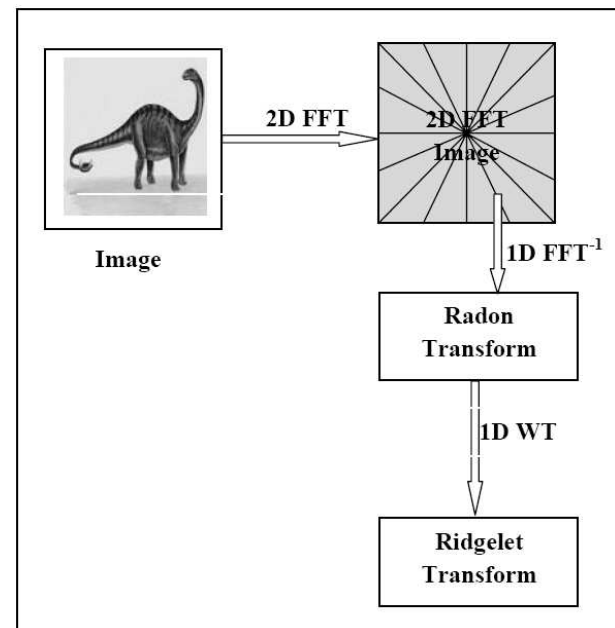 2D FFT
2D FFT
Image
Image
1D FFT-1
Radon
Transform
1D WT
Ridgelet
Transform